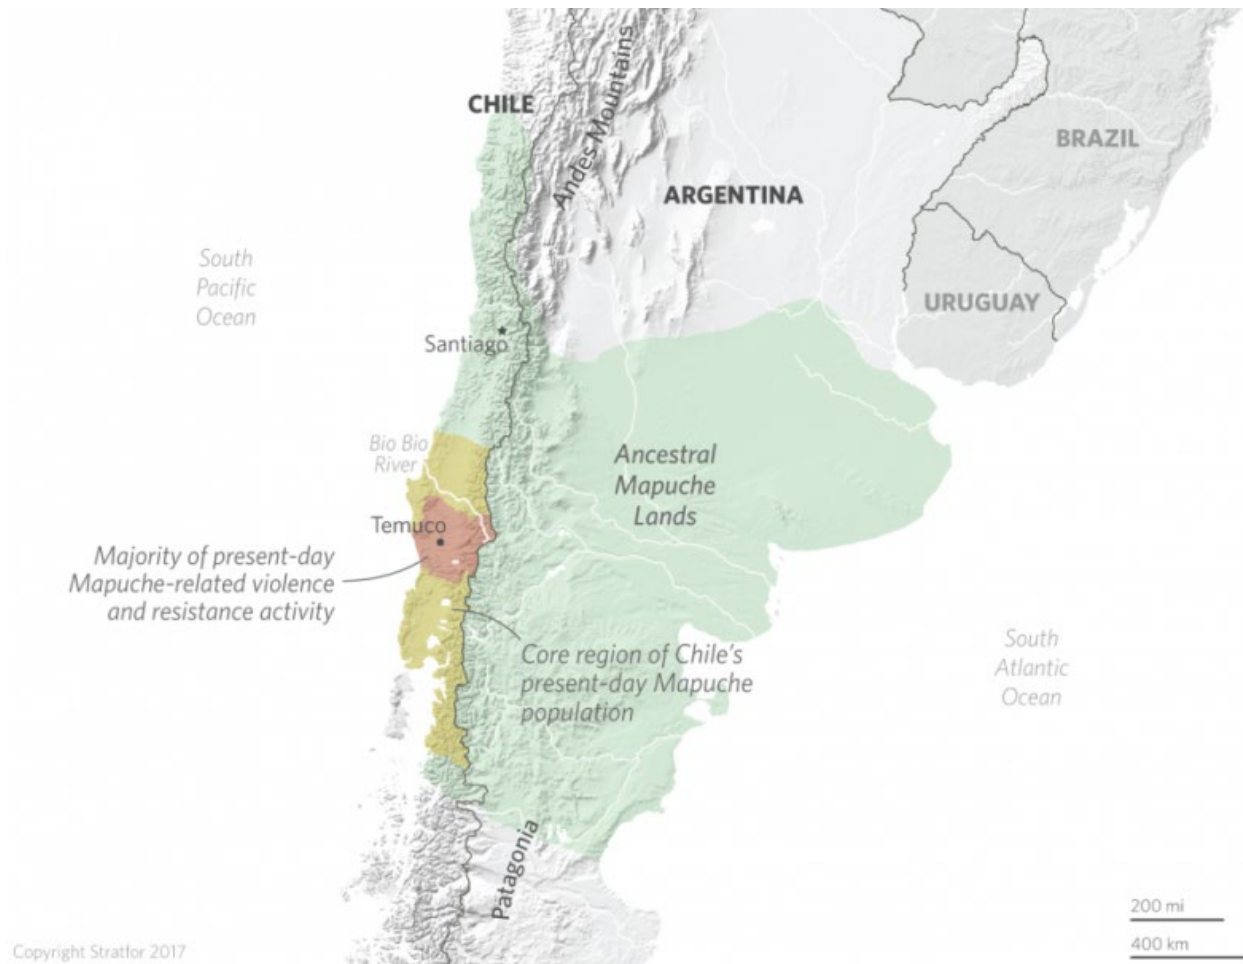 CHILE
Andes Mountains
BRAZIL
ARGENTINA
South
Pacific
Ocean
URUGUAY
Santiago
Bio Bio
River
Ancestral
Mapuche
Lands
Temuco
Majority of present-day
Mapuche-related violence
and resistance activity
Core region of Chile's
present-day Mapuche
population
South
Atlantic
Ocean
Patagonia
200 mi
400 km
Copyright Stratfor 2017